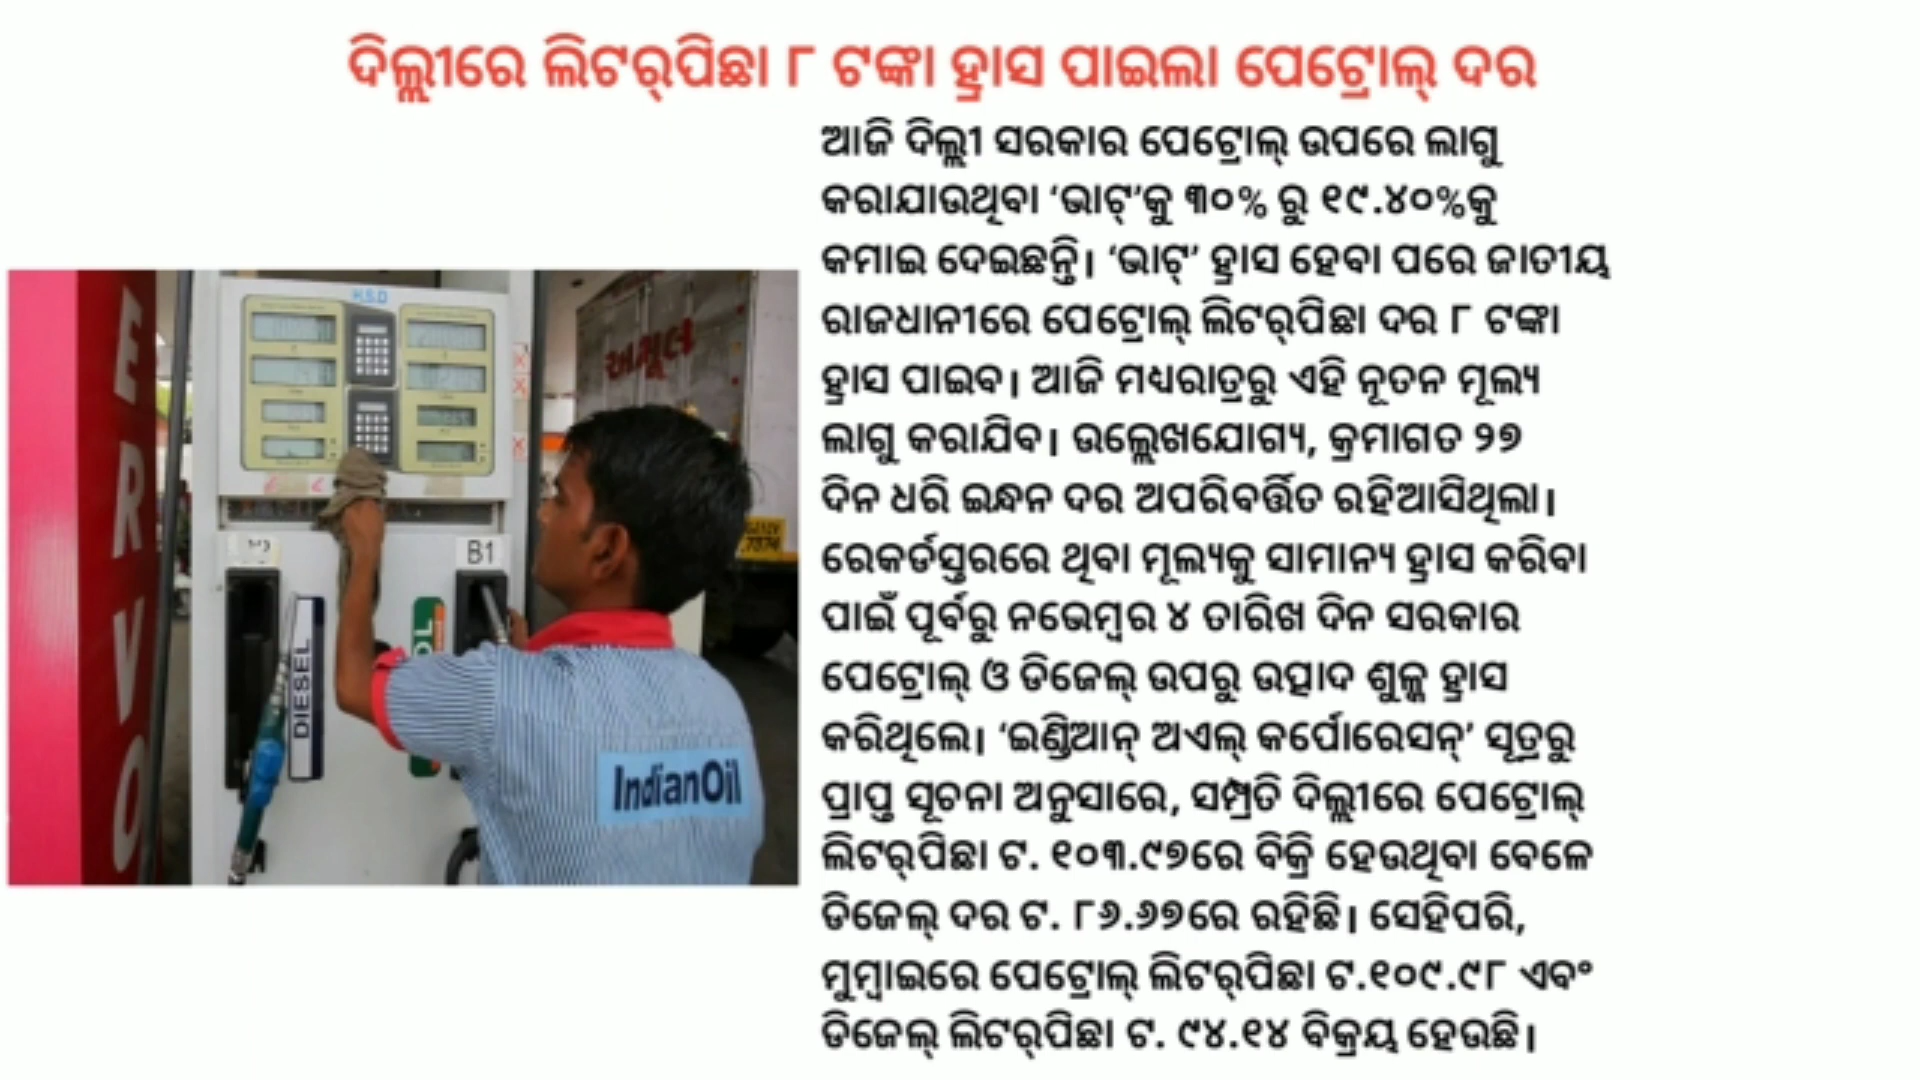 ଦିଲ୍ଲୀରେ ଲିଟର୍‌ପିଛା ୮ ଟଙ୍କା ହ୍ରାସ ପାଇଲା ପେଟ୍ରୋଲ୍ ଦର
ଆଜି ଦିଲ୍ଲୀ ସରକାର ପେଟ୍ରୋଲ୍ ଉପରେ ଲାଗୁ
କରାଯାଉଥିବା ‘ଭାଟ୍’କୁ ୩୦% ରୁ ୧୯.୪୦%କୁ
କମାଇ ଦେଇଛନ୍ତି। ‘ଭାଟ୍’ ହ୍ରାସ ହେବା ପରେ ଜାତୀୟ
ରାଜଧାନୀରେ ପେଟ୍ରୋଲ୍ ଲିଟର୍‌ପିଛା ଦର ୮ ଟଙ୍କା
ହ୍ରାସ ପାଇବ। ଆଜି ମଧ୍ୟରାତ୍ରରୁ ଏହି ନୂତନ ମୂଲ୍ୟ
ଲାଗୁ କରାଯିବ। ଉଲ୍ଲେଖଯୋଗ୍ୟ, କ୍ରମାଗତ ୨୭
ଦିନ ଧରି ଇନ୍ଧନ ଦର ଅପରିବର୍ତ୍ତିତ ରହିଆସିଥିଲା।
ରେକର୍ଡସ୍ତରରେ ଥିବା ମୂଲ୍ୟକୁ ସାମାନ୍ୟ ହ୍ରାସ କରିବା
ପାଇଁ ପୂର୍ବରୁ ନଭେମ୍ବର ୪ ତାରିଖ ଦିନ ସରକାର
ପେଟ୍ରୋଲ୍ ଓ ଡିଜେଲ୍ ଉପରୁ ଉତ୍ପାଦ ଶୁଳ୍କ ହ୍ରାସ
କରିଥିଲେ। ‘ଇଣ୍ଡିଆନ୍ ଅଏଲ୍ କର୍ପୋରେସନ୍’ ସୂତ୍ରରୁ
ପ୍ରାପ୍ତ ସୂଚନା ଅନୁସାରେ, ସମ୍ପ୍ରତି ଦିଲ୍ଲୀରେ ପେଟ୍ରୋଲ୍
ଲିଟର୍‌ପିଛା ଟ. ୧୦୩.୯୭ରେ ବିକ୍ରି ହେଉଥିବା ବେଳେ
ଡିଜେଲ୍ ଦର ଟ. ୮୬.୬୭ରେ ରହିଛି। ସେହିପରି,
ମୁମ୍ବାଇରେ ପେଟ୍ରୋଲ୍ ଲିଟର୍‌ପିଛା ଟ.୧୦୯.୯୮ ଏବଂ
ଡିଜେଲ୍ ଲିଟର୍‌ପିଛା ଟ. ୯୪.୧୪ ବିକ୍ରୟ ହେଉଛି।
ERVO
H.S.D
અમૂલ
7374
B1
DIESEL
OL
IndianOil